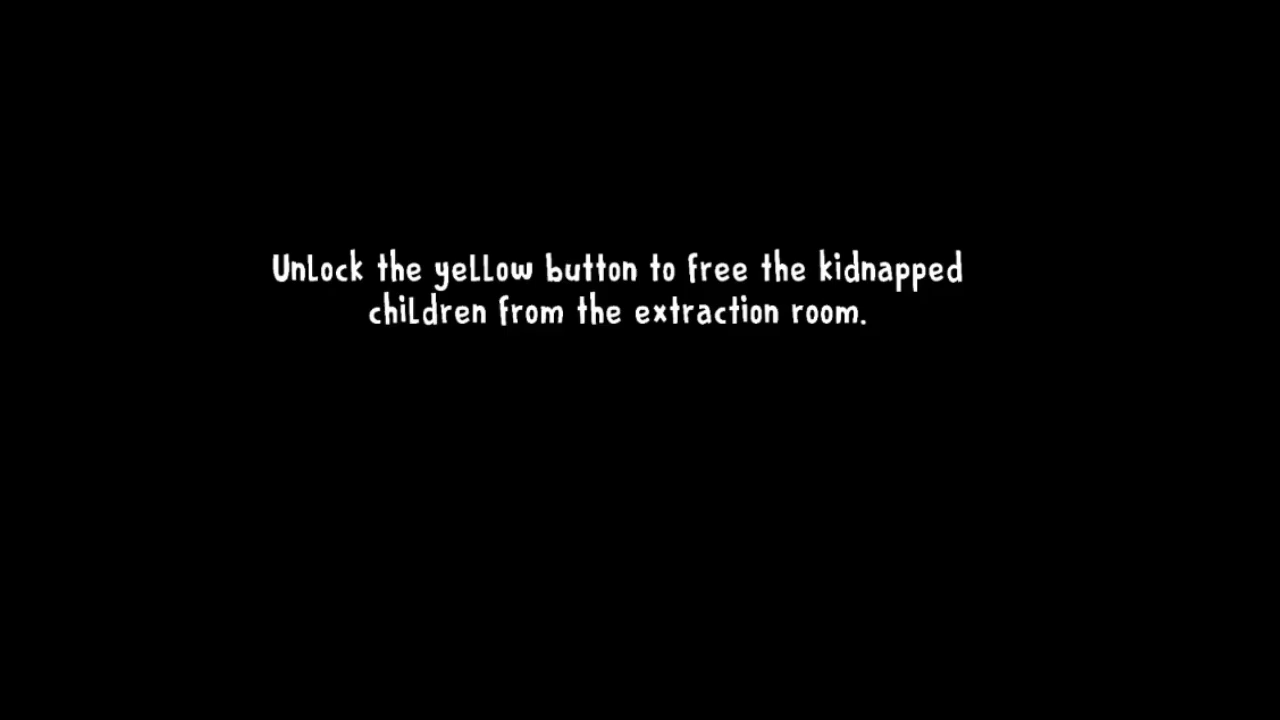 Unlock the yellow button to free the kidnapped
children from the extraction room.